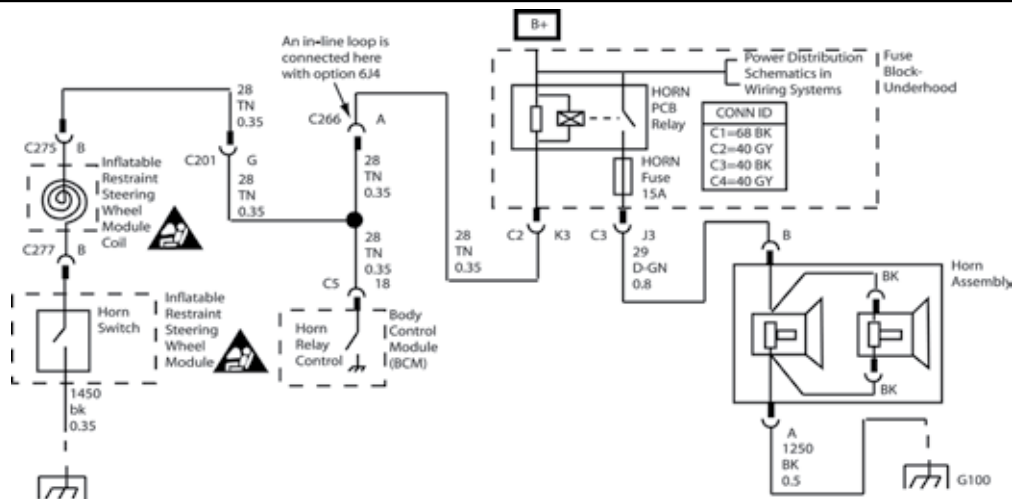 B+
An in-line loop is
connected here
with option 6J4
Power Distribution
Schematics in
Wiring Systems
Fuse
Block-
Underhood
28
TN
0.35
HORN
PCB
Relay
CONN ID
C1=68 BK
C2=40 GY
C3=40 BK
C4=40 GY
C266 A
C275 B
C201 G
Inflatable
Restraint
Steering
Wheel
Module
Coil
28
TN
0.35
28
TN
0.35
HORN
Fuse
15A
C277 B
28
TN
0.35
28
TN
0.35
C2 K3
C3 J3
29
D-GN
0.8
B
C5 18
Horn
Assembly
BK
BK
Horn
Switch
Inflatable
Restraint
Steering
Wheel
Module
Horn
Relay
Control
Body
Control
Module
(BCM)
1450
bk
0.35
A
1250
BK
0.5
G100